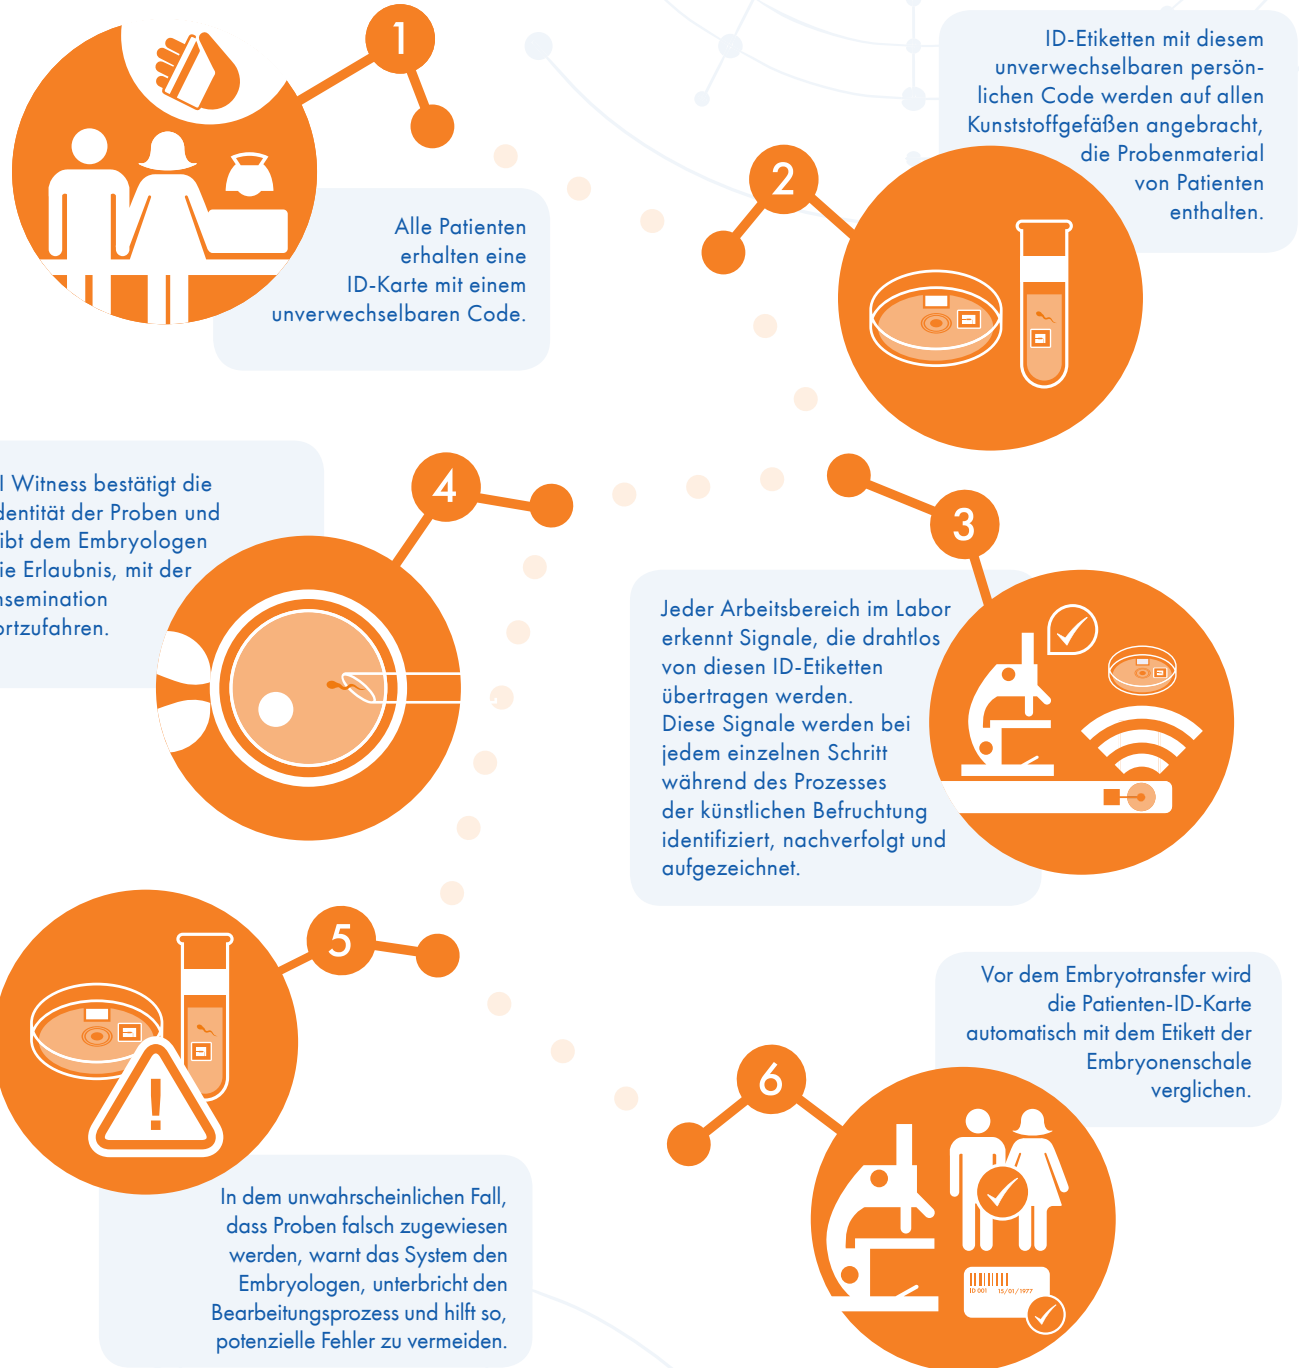 1
Alle Patienten
erhalten eine
ID-Karte mit einem
unverwechselbaren Code.
2
ID-Etiketten mit diesem
unverwechselbaren persön-
lichen Code werden auf allen
Kunststoffgefäßen angebracht,
die Probenmaterial
von Patienten
enthalten.
3
Jeder Arbeitsbereich im Labor
erkennt Signale, die drahtlos
von diesen ID-Etiketten
übertragen werden.
Diese Signale werden bei
jedem einzelnen Schritt
während des Prozesses
der künstlichen Befruchtung
identifiziert, nachverfolgt und
aufgezeichnet.
4
I Witness bestätigt die
dentität der Proben und
ibt dem Embryologen
ie Erlaubnis, mit der
nsemination
ortzufahren.
5
In dem unwahrscheinlichen Fall,
dass Proben falsch zugewiesen
werden, warnt das System den
Embryologen, unterbricht den
Bearbeitungsprozess und hilft so,
potenzielle Fehler zu vermeiden.
!
6
Vor dem Embryotransfer wird
die Patienten-ID-Karte
automatisch mit dem Etikett der
Embryonenschale
verglichen.
ID 001 15/01/1977